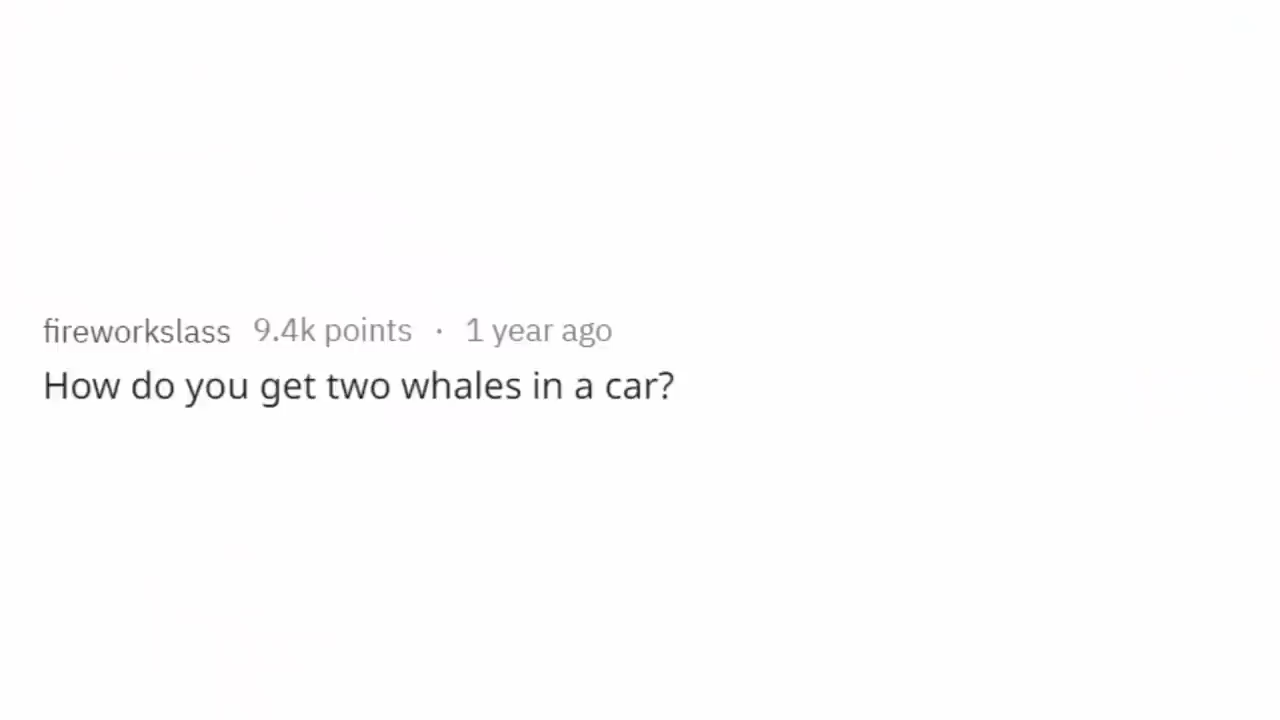 fireworkslass 9.4k points · 1 year ago
How do you get two whales in a car?